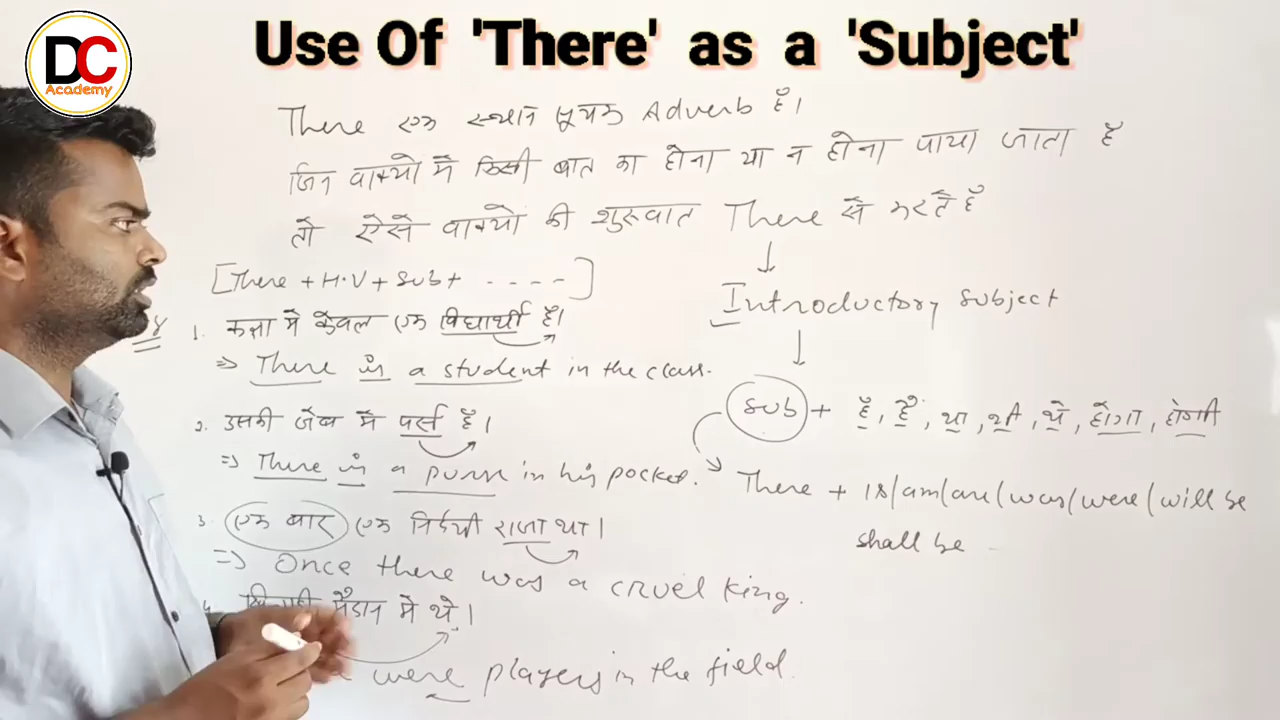 DC
Academy
Use Of 'There' as a 'Subject'
There एक स्थान सूचक Adverb है।
जिन वाक्यो में किसी बात का होना या न होना पाया जाता है
तो ऐसे वाक्यो की शुरुवात There से करते हैं
[There + H.V + Sub + - - - - ]
Introductory Subject
1. कक्षा में केवल एक विद्यार्थी है।
⇒ There is a student in the class.
Sub + है, हैं, था, थी, थे, होगा, होगी
2. उसकी जेब में पर्स है।
⇒ There is a purse in his pocket.
There + is/am/are/was/were/will be
shall be
3. एक बार एक निर्दयी राजा था।
⇒ Once there was a cruel king.
मैदान में थे।
were players in the field.